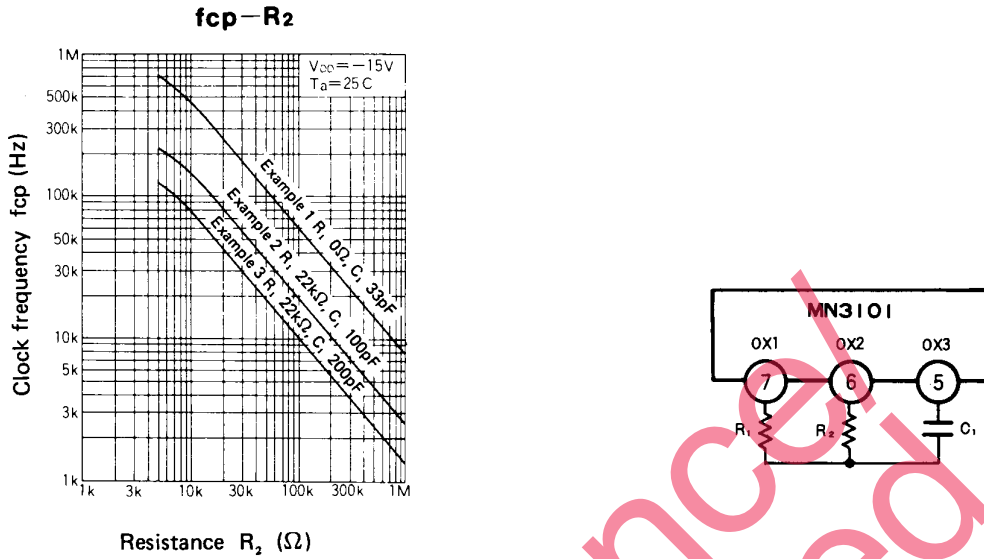 fcp－R₂
VDD＝−15V
Ta＝25C
1M
500k
300k
100k
50k
30k
10k
5k
3k
1k
1k
3k
10k
30k
100k
300k
1M
Clock frequency fcp (Hz)
Resistance R₂ (Ω)
Example 1 R₁ 0Ω, C₁ 33pF
Example 2 R₁ 22kΩ, C₁ 100pF
Example 3 R₁ 22kΩ, C₁ 200pF
MN3101
OX1
OX2
OX3
7
6
5
R₁
R₂
C₁